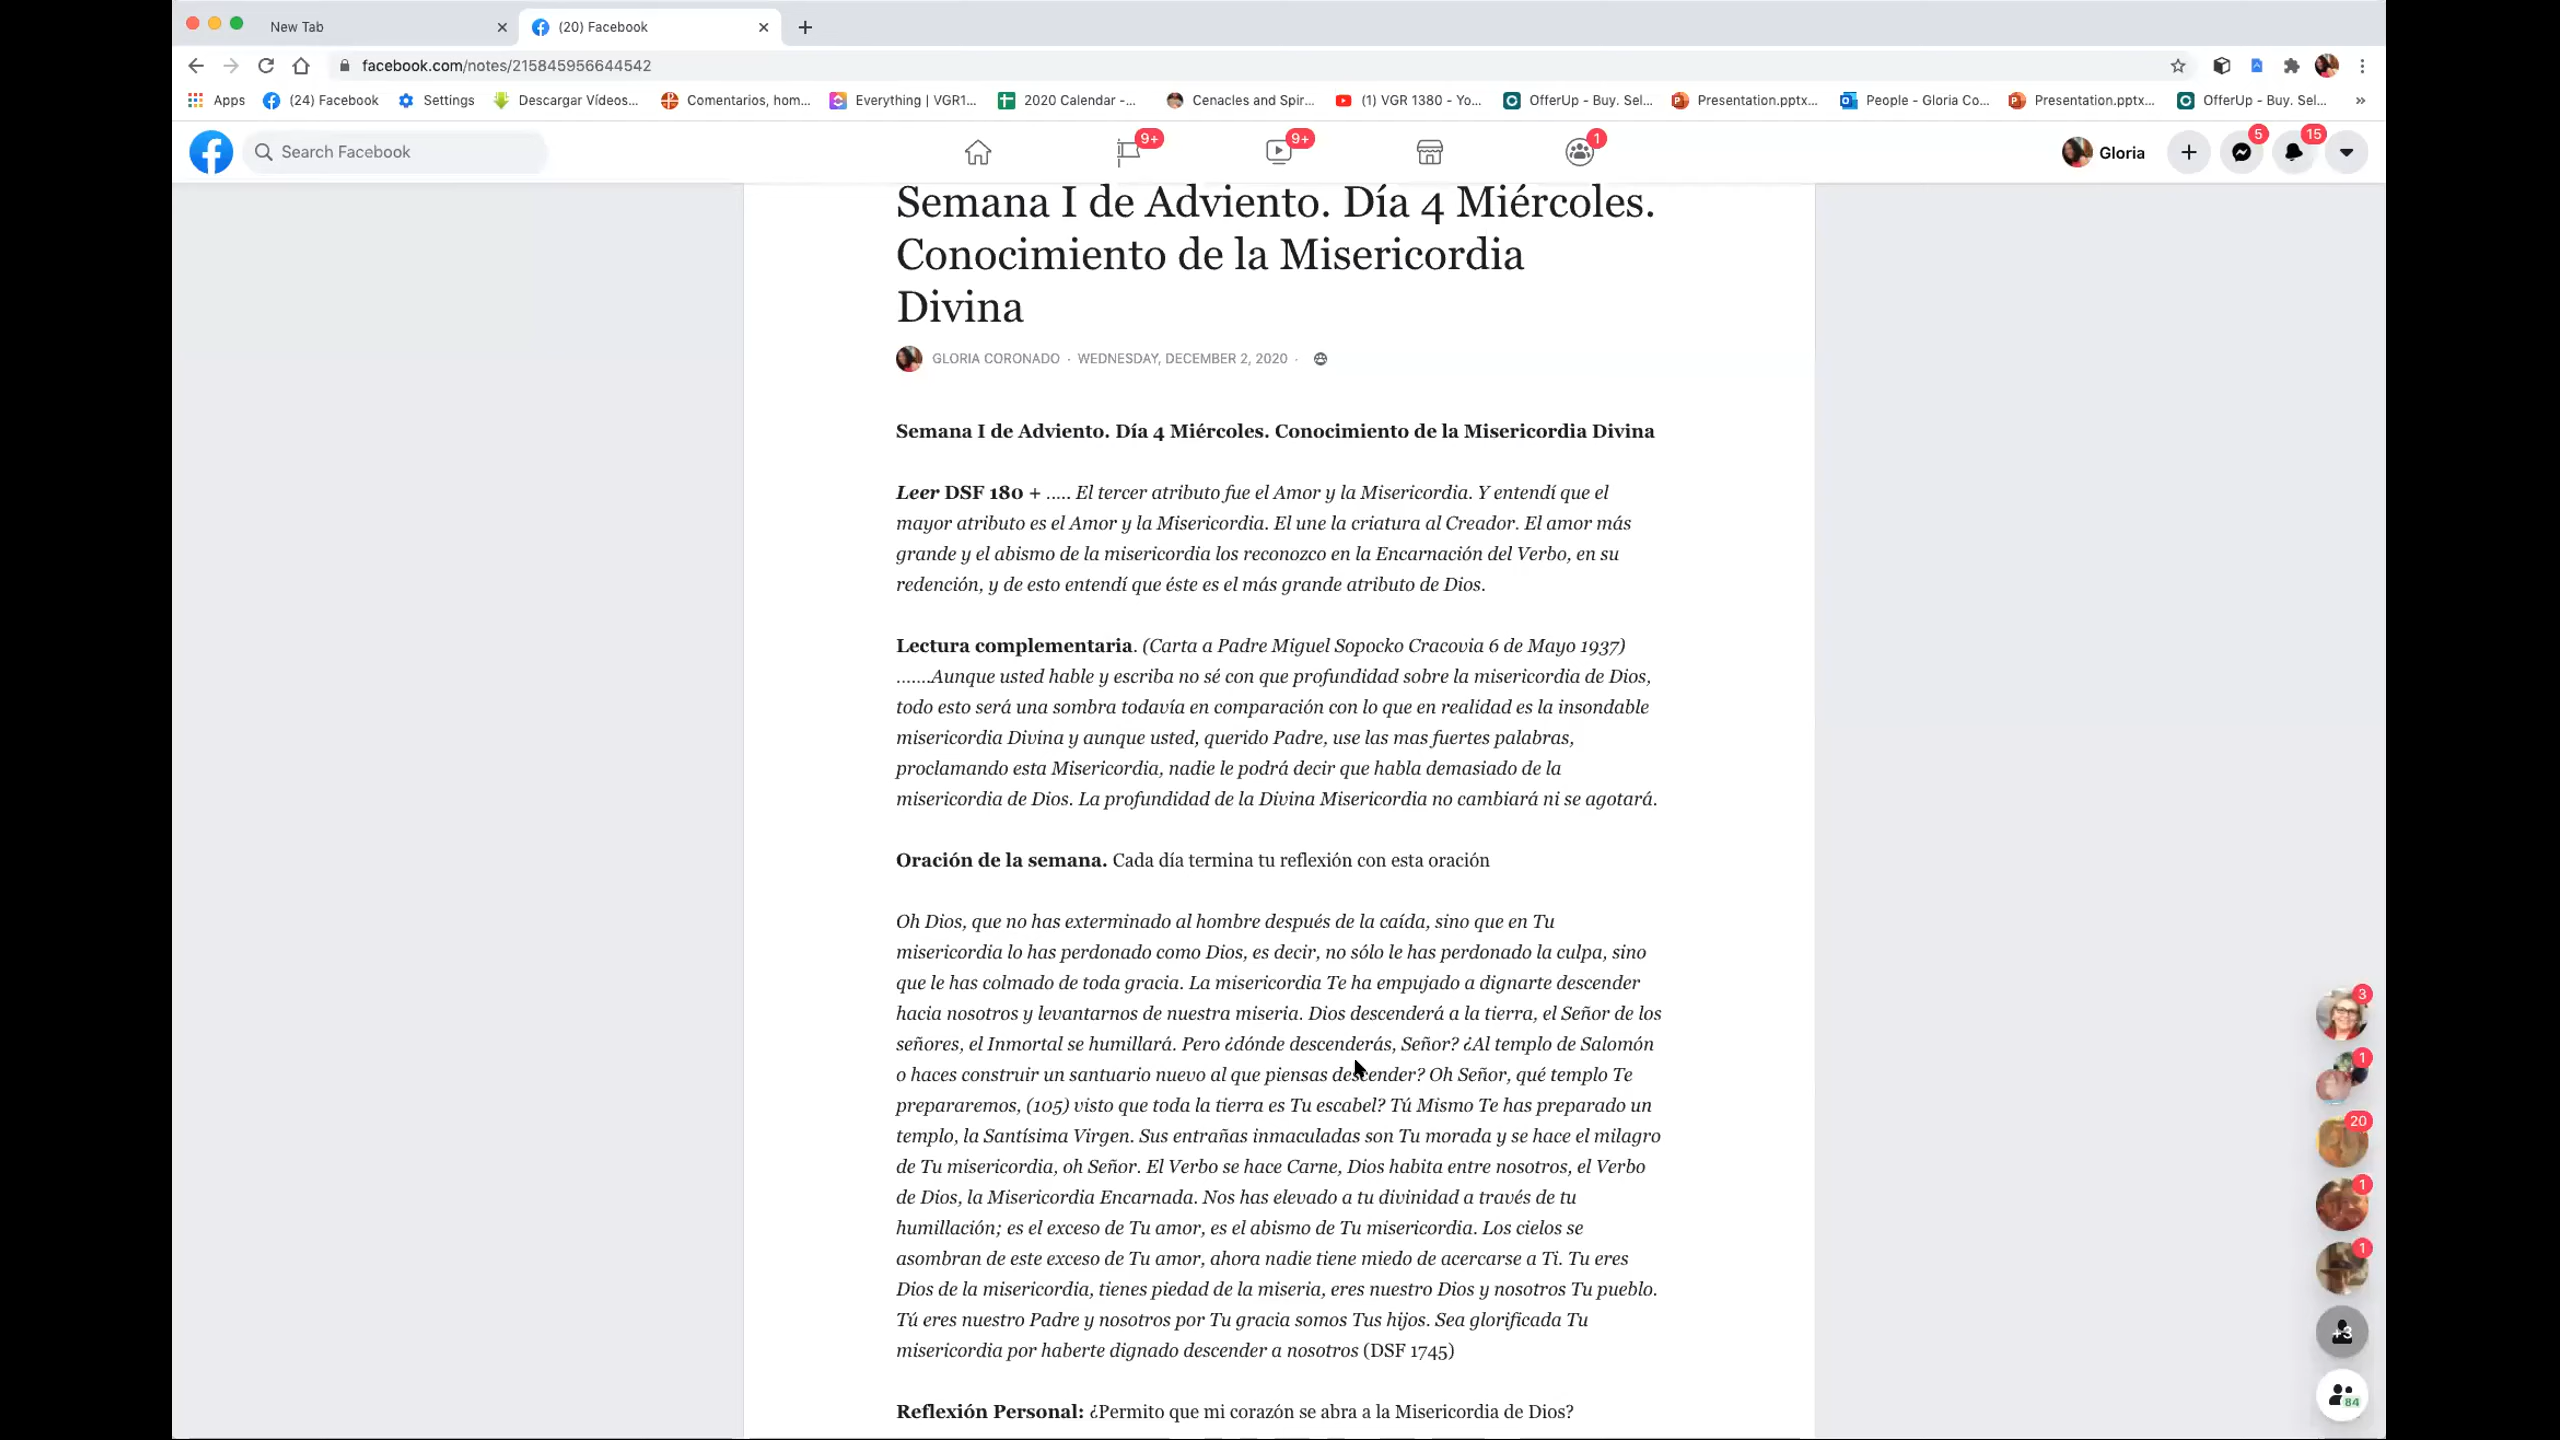 New Tab
(20) Facebook
facebook.com/notes/215845956644542
Apps
(24) Facebook
Settings
Descargar Vídeos...
Comentarios, hom...
Everything | VGR1...
2020 Calendar -...
Cenacles and Spir...
(1) VGR 1380 - Yo...
OfferUp - Buy. Sel...
Presentation.pptx...
People - Gloria Co...
Presentation.pptx...
OfferUp - Buy. Sel...
»
Search Facebook
9+
9+
1
Gloria
5
15
Semana I de Adviento. Día 4 Miércoles.
Conocimiento de la Misericordia
Divina
GLORIA CORONADO · WEDNESDAY, DECEMBER 2, 2020 ·
Semana I de Adviento. Día 4 Miércoles. Conocimiento de la Misericordia Divina
Leer DSF 180 + ..... El tercer atributo fue el Amor y la Misericordia. Y entendí que el
mayor atributo es el Amor y la Misericordia. El une la criatura al Creador. El amor más
grande y el abismo de la misericordia los reconozco en la Encarnación del Verbo, en su
redención, y de esto entendí que éste es el más grande atributo de Dios.
Lectura complementaria. (Carta a Padre Miguel Sopocko Cracovia 6 de Mayo 1937)
.......Aunque usted hable y escriba no sé con que profundidad sobre la misericordia de Dios,
todo esto será una sombra todavía en comparación con lo que en realidad es la insondable
misericordia Divina y aunque usted, querido Padre, use las mas fuertes palabras,
proclamando esta Misericordia, nadie le podrá decir que habla demasiado de la
misericordia de Dios. La profundidad de la Divina Misericordia no cambiará ni se agotará.
Oración de la semana. Cada día termina tu reflexión con esta oración
Oh Dios, que no has exterminado al hombre después de la caída, sino que en Tu
misericordia lo has perdonado como Dios, es decir, no sólo le has perdonado la culpa, sino
que le has colmado de toda gracia. La misericordia Te ha empujado a dignarte descender
hacia nosotros y levantarnos de nuestra miseria. Dios descenderá a la tierra, el Señor de los
señores, el Inmortal se humillará. Pero ¿dónde descenderás, Señor? ¿Al templo de Salomón
o haces construir un santuario nuevo al que piensas descender? Oh Señor, qué templo Te
prepararemos, (105) visto que toda la tierra es Tu escabel? Tú Mismo Te has preparado un
templo, la Santísima Virgen. Sus entrañas inmaculadas son Tu morada y se hace el milagro
de Tu misericordia, oh Señor. El Verbo se hace Carne, Dios habita entre nosotros, el Verbo
de Dios, la Misericordia Encarnada. Nos has elevado a tu divinidad a través de tu
humillación; es el exceso de Tu amor, es el abismo de Tu misericordia. Los cielos se
asombran de este exceso de Tu amor, ahora nadie tiene miedo de acercarse a Ti. Tu eres
Dios de la misericordia, tienes piedad de la miseria, eres nuestro Dios y nosotros Tu pueblo.
Tú eres nuestro Padre y nosotros por Tu gracia somos Tus hijos. Sea glorificada Tu
misericordia por haberte dignado descender a nosotros (DSF 1745)
Reflexión Personal: ¿Permito que mi corazón se abra a la Misericordia de Dios?
3
1
20
1
1
+3
84